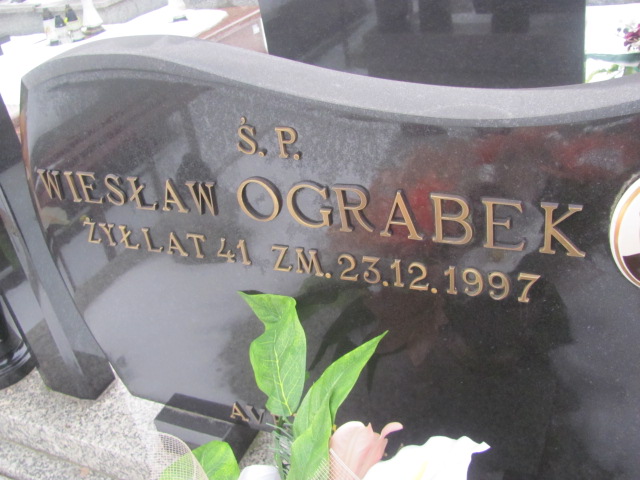 Ś. P.
WIESŁAW OGRABEK
ŻYŁ LAT 41 ZM. 23.12.1997